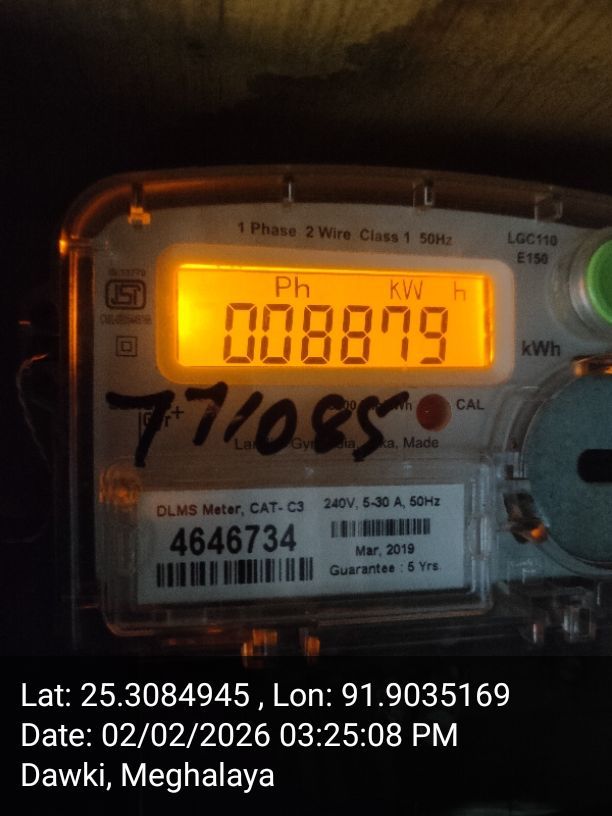 1 Phase 2 Wire Class 1 50Hz
LGC110
E150
Ph kW h
008879
kWh
CAL
771085
DLMS Meter, CAT- C3
240V, 5-30 A, 50Hz
4646734
Mar, 2019
Guarantee : 5 Yrs.
Lat: 25.3084945 , Lon: 91.9035169
Date: 02/02/2026 03:25:08 PM
Dawki, Meghalaya